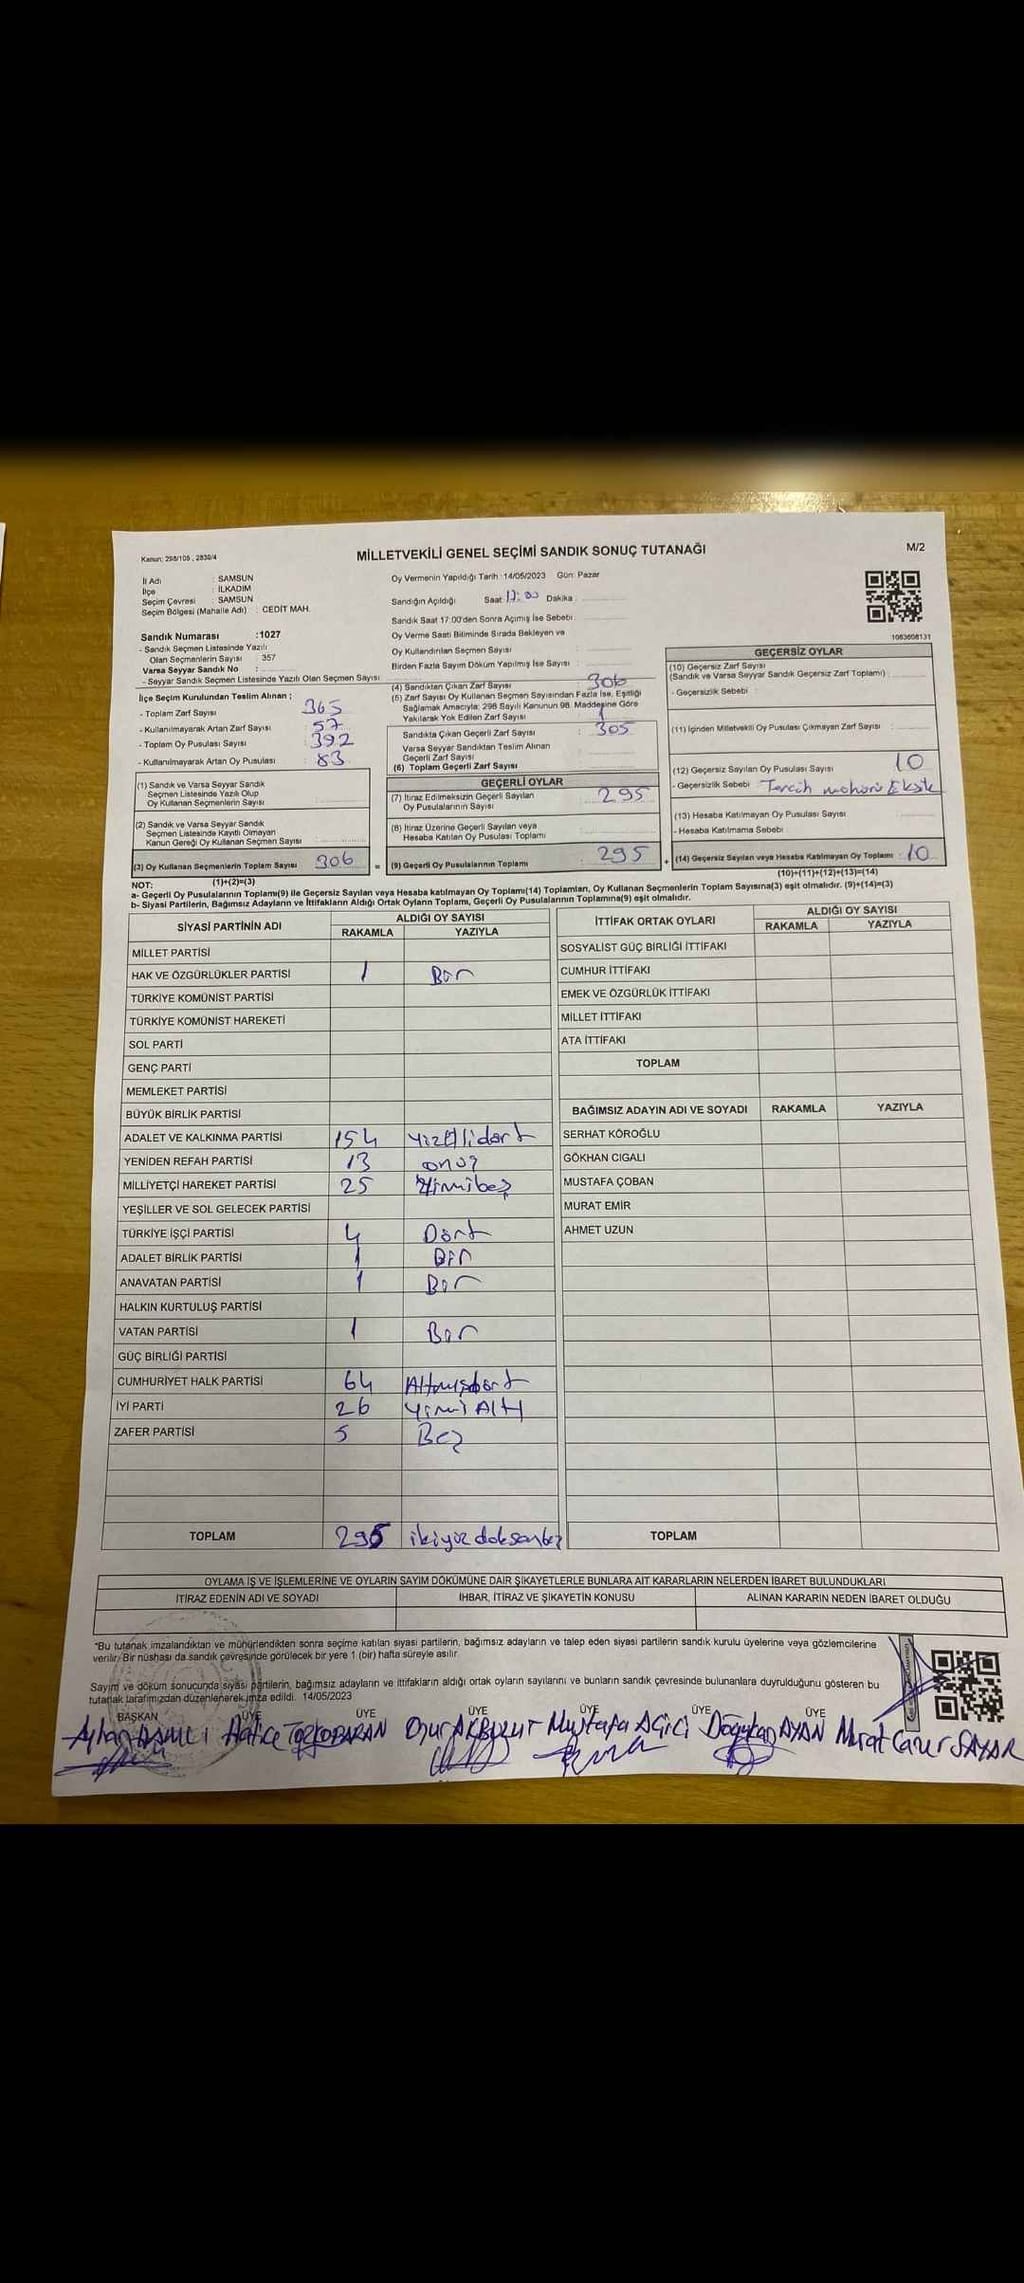 Kanun: 298/105 , 2839/4
MİLLETVEKİLİ GENEL SEÇİMİ SANDIK SONUÇ TUTANAĞI
M/2
İl Adı : SAMSUN
İlçe : İLKADIM
Seçim Çevresi : SAMSUN
Seçim Bölgesi (Mahalle Adı) : CEDİT MAH.
Sandık Numarası :1027
- Sandık Seçmen Listesinde Yazılı
Olan Seçmenlerin Sayısı : 357
Varsa Seyyar Sandık No :
- Seyyar Sandık Seçmen Listesinde Yazılı Olan Seçmen Sayısı
Oy Vermenin Yapıldığı Tarih :14/05/2023 Gün: Pazar
Sandığın Açıldığı Saat 17:00 Dakika :
Sandık Saat 17.00'den Sonra Açılmış İse Sebebi :
Oy Verme Saati Bitiminde Sırada Bekleyen ve
Oy Kullandırılan Seçmen Sayısı :
Birden Fazla Sayım Döküm Yapılmış İse Sayısı :
1063608131
İlçe Seçim Kurulundan Teslim Alınan ;
- Toplam Zarf Sayısı : 365
- Kullanılmayarak Artan Zarf Sayısı : 57
- Toplam Oy Pusulası Sayısı : 392
- Kullanılmayarak Artan Oy Pusulası : 83
(1) Sandık ve Varsa Seyyar Sandık
Seçmen Listesinde Yazılı Olup
Oy Kullanan Seçmenlerin Sayısı
(2) Sandık ve Varsa Seyyar Sandık
Seçmen Listesinde Kayıtlı Olmayan
Kanun Gereği Oy Kullanan Seçmen Sayısı
(3) Oy Kullanan Seçmenlerin Toplam Sayısı 306 =
(1)+(2)=(3)
(4) Sandıktan Çıkan Zarf Sayısı : 306
(5) Zarf Sayısı Oy Kullanan Seçmen Sayısından Fazla İse, Eşitliği
Sağlamak Amacıyla; 298 Sayılı Kanunun 98. Maddesine Göre
Yakılarak Yok Edilen Zarf Sayısı : 1
Sandıkta Çıkan Geçerli Zarf Sayısı : 305
Varsa Seyyar Sandıktan Teslim Alınan
Geçerli Zarf Sayısı
(6) Toplam Geçerli Zarf Sayısı
GEÇERLİ OYLAR
(7) İtiraz Edilmeksizin Geçerli Sayılan
Oy Pusulalarının Sayısı : 295
(8) İtiraz Üzerine Geçerli Sayılan veya
Hesaba Katılan Oy Pusulası Toplamı
(9) Geçerli Oy Pusulalarının Toplamı 295 +
GEÇERSİZ OYLAR
(10) Geçersiz Zarf Sayısı
(Sandık ve Varsa Seyyar Sandık Geçersiz Zarf Toplamı) :
- Geçersizlik Sebebi :
(11) İçinden Milletvekili Oy Pusulası Çıkmayan Zarf Sayısı :
(12) Geçersiz Sayılan Oy Pusulası Sayısı : 10
- Geçersizlik Sebebi : Tercih mührü Eksik
(13) Hesaba Katılmayan Oy Pusulası Sayısı :
- Hesaba Katılmama Sebebi :
(14) Geçersiz Sayılan veya Hesaba Katılmayan Oy Toplamı : 10
(10)+(11)+(12)+(13)=(14)
NOT:
a- Geçerli Oy Pusulalarının Toplamı(9) ile Geçersiz Sayılan veya Hesaba katılmayan Oy Toplamı(14) Toplamları, Oy Kullanan Seçmenlerin Toplam Sayısına(3) eşit olmalıdır. (9)+(14)=(3)
b- Siyasi Partilerin, Bağımsız Adayların ve İttifakların Aldığı Ortak Oyların Toplamı, Geçerli Oy Pusulalarının Toplamına(9) eşit olmalıdır.
SİYASİ PARTİNİN ADI ALDIĞI OY SAYISI
RAKAMLA YAZIYLA
MİLLET PARTİSİ
HAK VE ÖZGÜRLÜKLER PARTİSİ 1 Bir
TÜRKİYE KOMÜNİST PARTİSİ
TÜRKİYE KOMÜNİST HAREKETİ
SOL PARTİ
GENÇ PARTİ
MEMLEKET PARTİSİ
BÜYÜK BİRLİK PARTİSİ
ADALET VE KALKINMA PARTİSİ 154 yüzellidört
YENİDEN REFAH PARTİSİ 13 onüç
MİLLİYETÇİ HAREKET PARTİSİ 25 Yirmibeş
YEŞİLLER VE SOL GELECEK PARTİSİ
TÜRKİYE İŞÇİ PARTİSİ 4 Dört
ADALET BİRLİK PARTİSİ 1 Bir
ANAVATAN PARTİSİ 1 Bir
HALKIN KURTULUŞ PARTİSİ
VATAN PARTİSİ 1 Bir
GÜÇ BİRLİĞİ PARTİSİ
CUMHURİYET HALK PARTİSİ 64 Altmışdört
İYİ PARTİ 26 Yirmi Altı
ZAFER PARTİSİ 5 Beş
TOPLAM 295 ikiyüz doksanbeş
İTTİFAK ORTAK OYLARI ALDIĞI OY SAYISI
RAKAMLA YAZIYLA
SOSYALİST GÜÇ BİRLİĞİ İTTİFAKI
CUMHUR İTTİFAKI
EMEK VE ÖZGÜRLÜK İTTİFAKI
MİLLET İTTİFAKI
ATA İTTİFAKI
TOPLAM
BAĞIMSIZ ADAYIN ADI VE SOYADI RAKAMLA YAZIYLA
SERHAT KÖROĞLU
GÖKHAN CIGALI
MUSTAFA ÇOBAN
MURAT EMİR
AHMET UZUN
TOPLAM
OYLAMA İŞ VE İŞLEMLERİNE VE OYLARIN SAYIM DÖKÜMÜNE DAİR ŞİKAYETLERLE BUNLARA AİT KARARLARIN NELERDEN İBARET BULUNDUKLARI
İTİRAZ EDENİN ADI VE SOYADI İHBAR, İTİRAZ VE ŞİKAYETİN KONUSU ALINAN KARARIN NEDEN İBARET OLDUĞU
*Bu tutanak imzalandıktan ve mühürlendikten sonra seçime katılan siyasi partilerin, bağımsız adayların ve talep eden siyasi partilerin sandık kurulu üyelerine veya gözlemcilerine
verilir. Bir nüshası da sandık çevresinde görülecek bir yere 1 (bir) hafta süreyle asılır.
Sayım ve döküm sonucunda siyasi partilerin, bağımsız adayların ve ittifakların aldığı ortak oyların sayılarını ve bunların sandık çevresinde bulunanlara duyrulduğunu gösteren bu
tutanak tarafımızdan düzenlenerek imza edildi. 14/05/2023
BAŞKAN ÜYE ÜYE ÜYE ÜYE ÜYE ÜYE
Hatice TOPKOPARAN Onur AKBULUT Mustafa AGİCİ Doğukan AYAN Murat Caner SAYAR